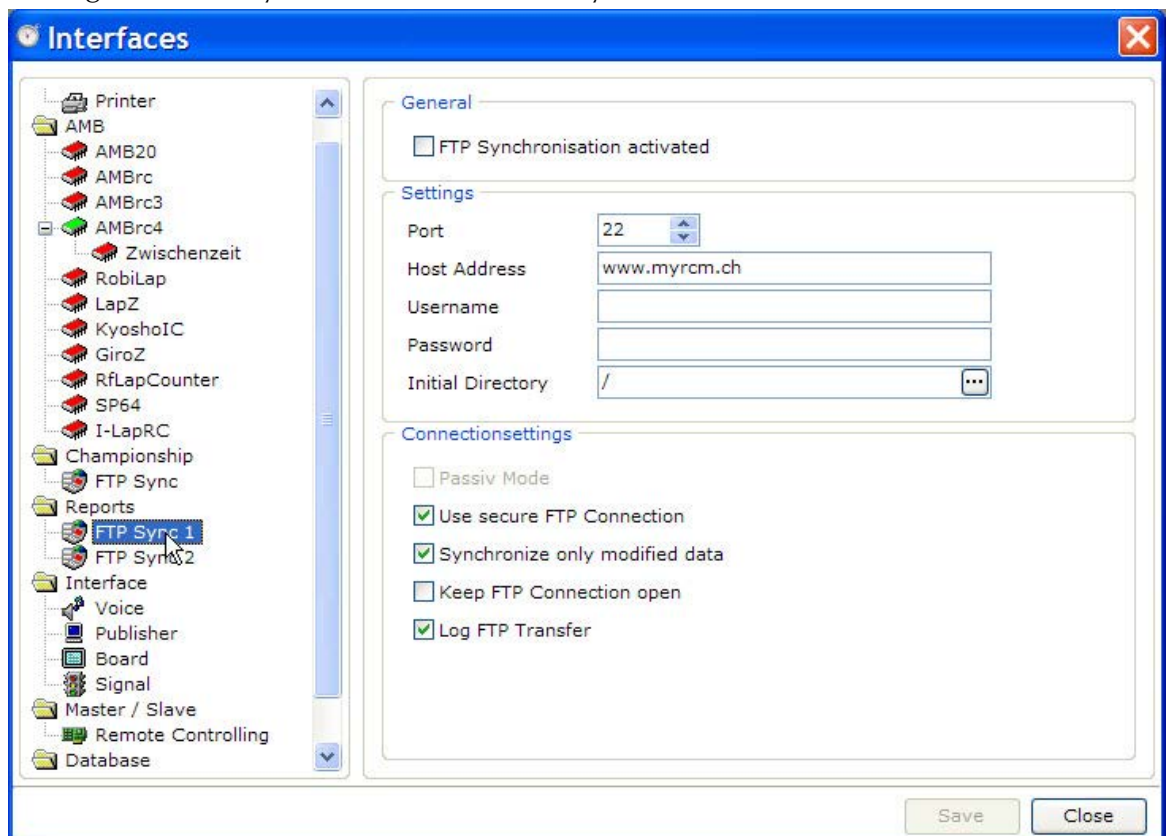 Interfaces
Printer
AMB
AMB20
AMBrc
AMBrc3
AMBrc4
Zwischenzeit
RobiLap
LapZ
KyoshoIC
GiroZ
RfLapCounter
SP64
I-LapRC
Championship
FTP Sync
Reports
FTP Sync 1
FTP Sync 2
Interface
Voice
Publisher
Board
Signal
Master / Slave
Remote Controlling
Database
General
FTP Synchronisation activated
Settings
Port 22
Host Address www.myrcm.ch
Username
Password
Initial Directory / ...
Connectionsettings
Passiv Mode
Use secure FTP Connection
Synchronize only modified data
Keep FTP Connection open
Log FTP Transfer
Save Close